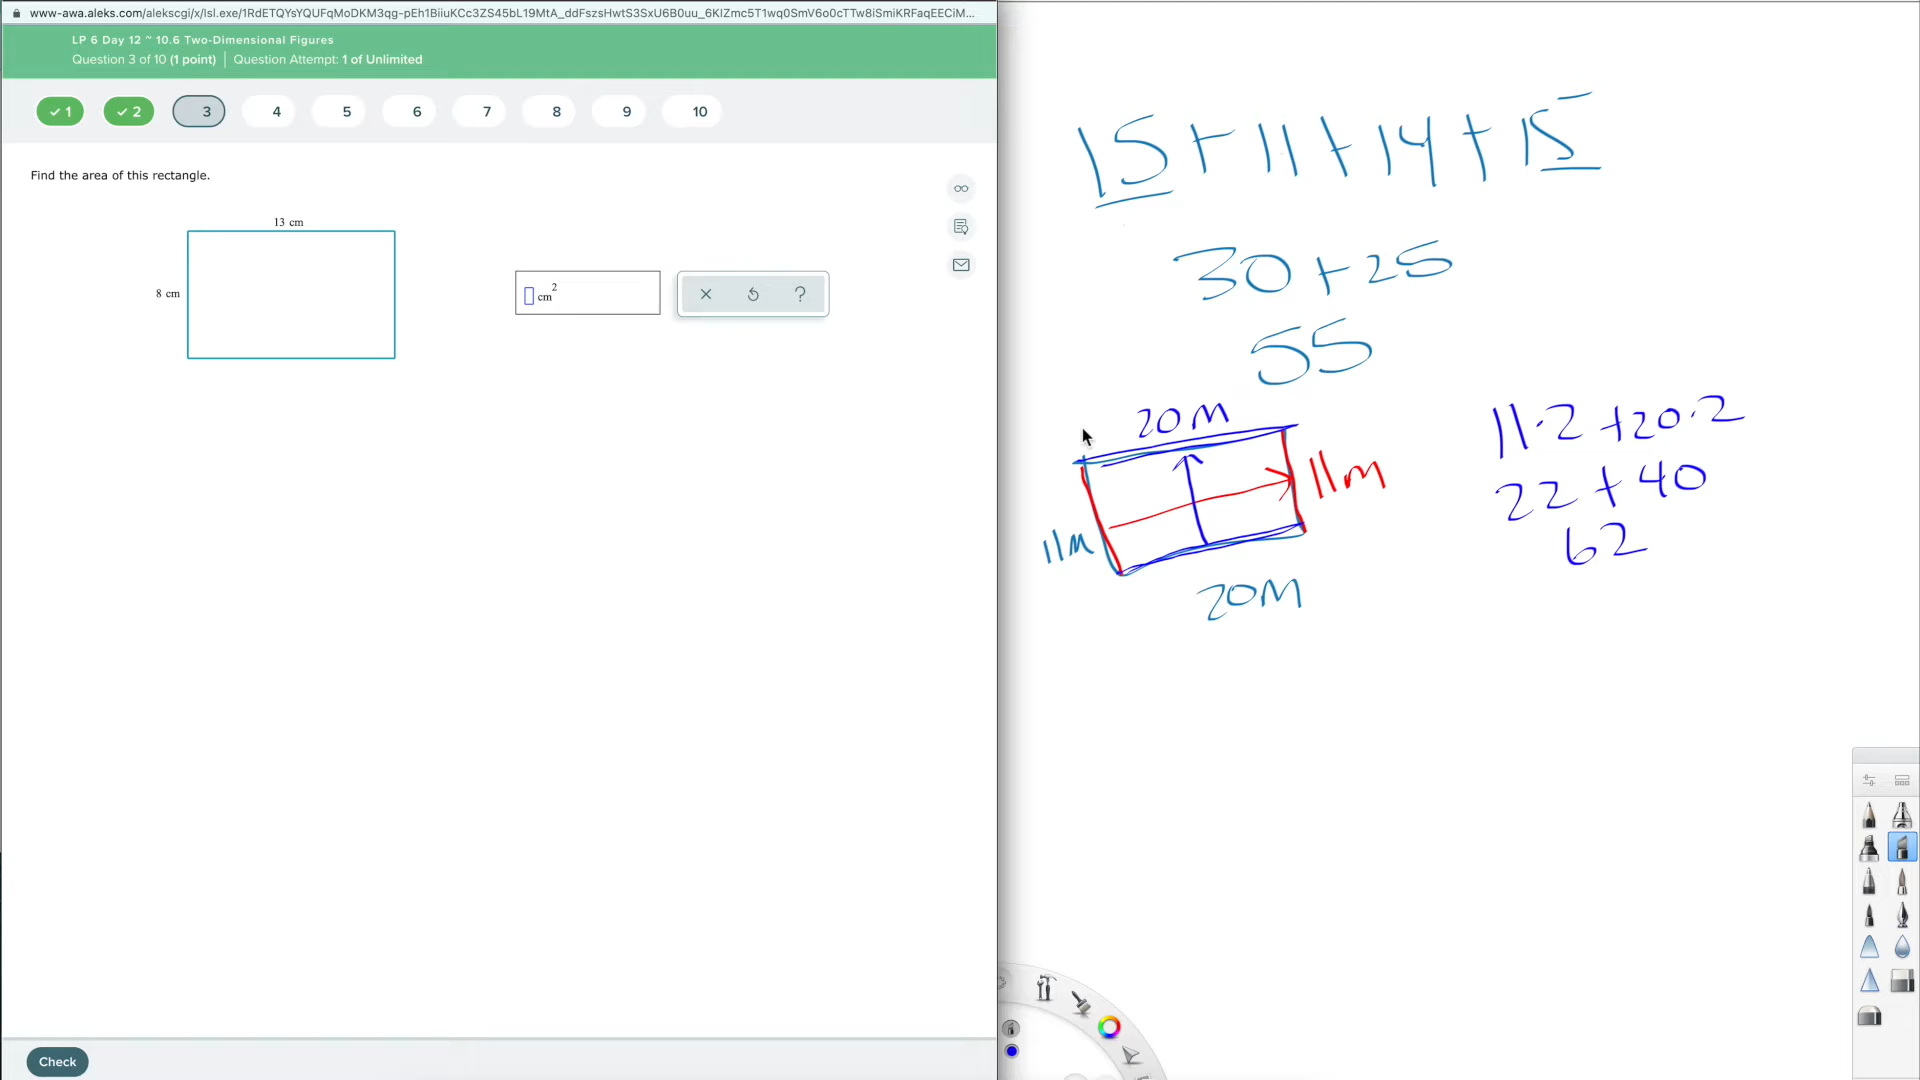 www-awa.aleks.com/alekscgi/x/lsl.exe/1RdETQYsYQUFqMoDKM3qg-pEh1BiiuKCc3ZS45bL19MtA_ddFszsHwtS3SxU6B0uu_6KIZmc5T1wq0SmV6o0cTTw8iSmiKRFaqEECiM...
LP 6 Day 12 ~ 10.6 Two-Dimensional Figures
Question 3 of 10 (1 point) | Question Attempt: 1 of Unlimited
✓ 1 ✓ 2 3 4 5 6 7 8 9 10
Find the area of this rectangle.
13 cm
8 cm
cm²
?
Check
15+11+14+15
30+25
55
20M
11M
11M
20M
11·2+20·2
22+40
62